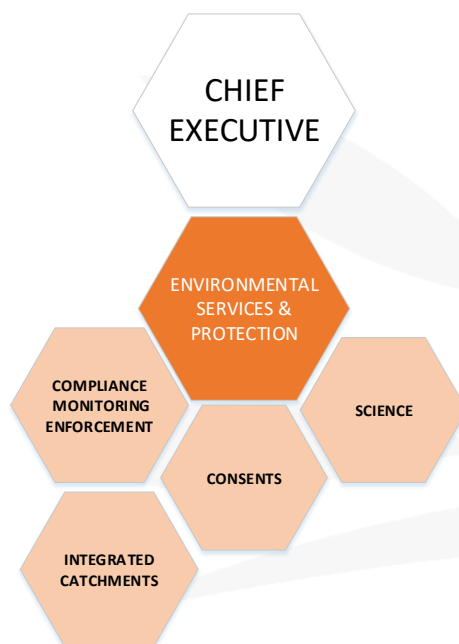 CHIEF
EXECUTIVE
ENVIRONMENTAL
SERVICES &
PROTECTION
COMPLIANCE
MONITORING
ENFORCEMENT
SCIENCE
CONSENTS
INTEGRATED
CATCHMENTS